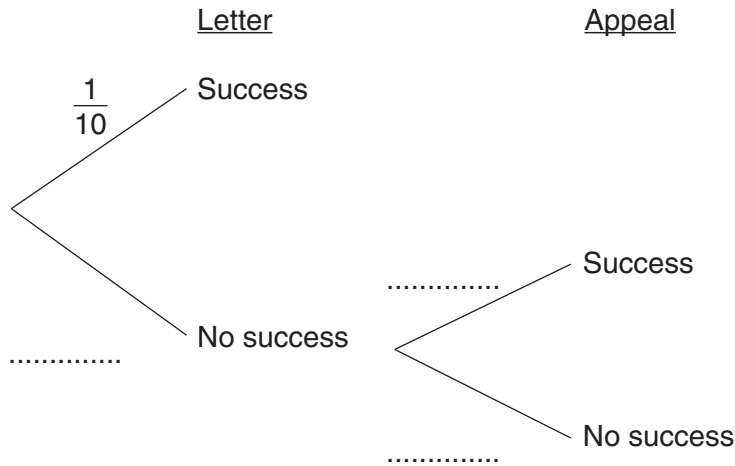 Letter
Appeal
1
10
Success
Success
..............
No success
..............
No success
..............